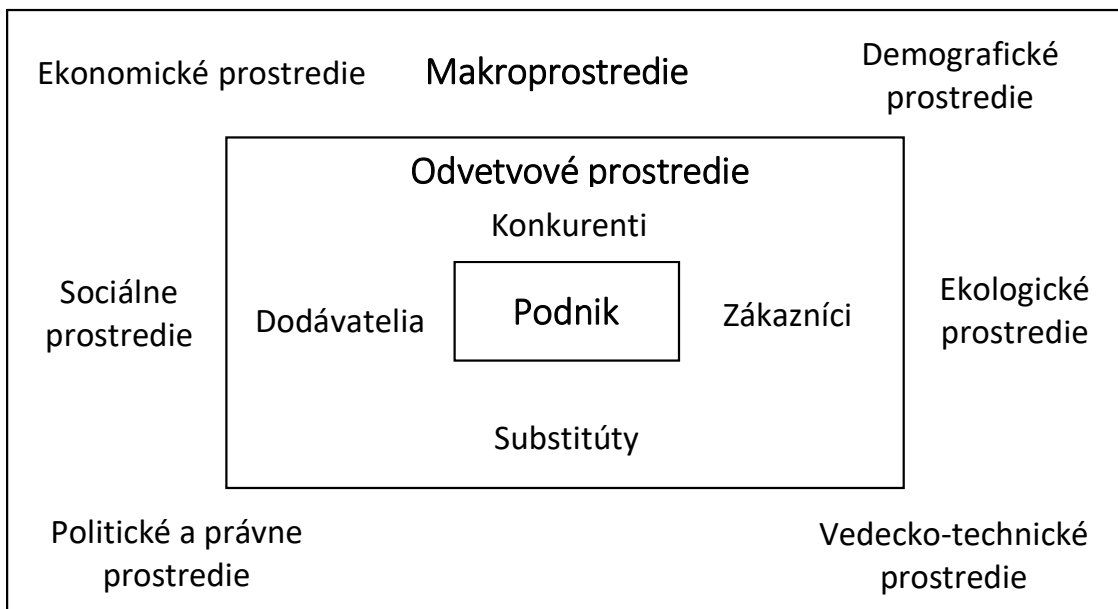 Ekonomické prostredie
Makroprostredie
Demografické
prostredie
Odvetvové prostredie
Konkurenti
Sociálne
prostredie
Dodávatelia
Podnik
Zákazníci
Ekologické
prostredie
Substitúty
Politické a právne
prostredie
Vedecko-technické
prostredie